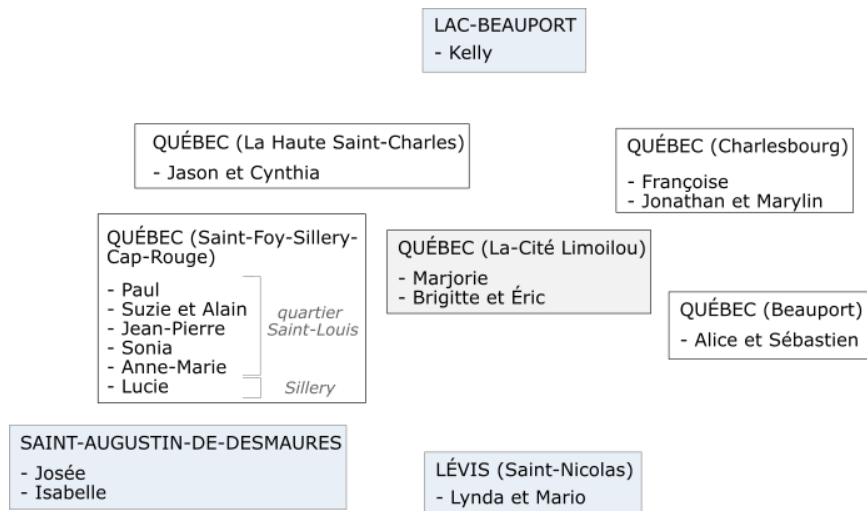 LAC-BEAUPORT
- Kelly
QUÉBEC (La Haute Saint-Charles)
- Jason et Cynthia
QUÉBEC (Charlesbourg)
- Françoise
- Jonathan et Marylin
QUÉBEC (Saint-Foy-Sillery-
Cap-Rouge)
- Paul
- Suzie et Alain
- Jean-Pierre
- Sonia
- Anne-Marie
- Lucie
quartier
Saint-Louis
Sillery
QUÉBEC (La-Cité Limoilou)
- Marjorie
- Brigitte et Éric
QUÉBEC (Beauport)
- Alice et Sébastien
SAINT-AUGUSTIN-DE-DESMAURES
- Josée
- Isabelle
LÉVIS (Saint-Nicolas)
- Lynda et Mario